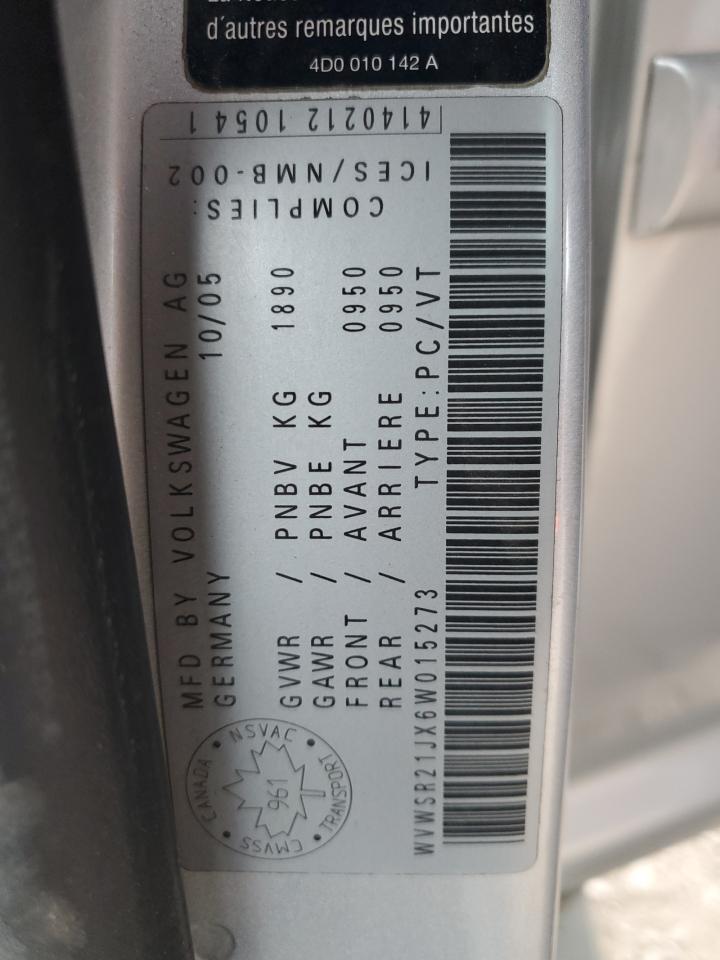 d'autres remarques importantes
4D0 010 142 A
MFD BY VOLKSWAGEN AG
GERMANY 10/05
GVWR / PNBV KG 1890
GAWR / PNBE KG
FRONT / AVANT 0950
REAR / ARRIERE 0950
WVWSR21JX6W015273 TYPE:PC/VT
COMPLIES:
ICES/NMB-002
4140212 1054 1
CANADA • NSVAC • TRANSPORT • CMVSS •
961